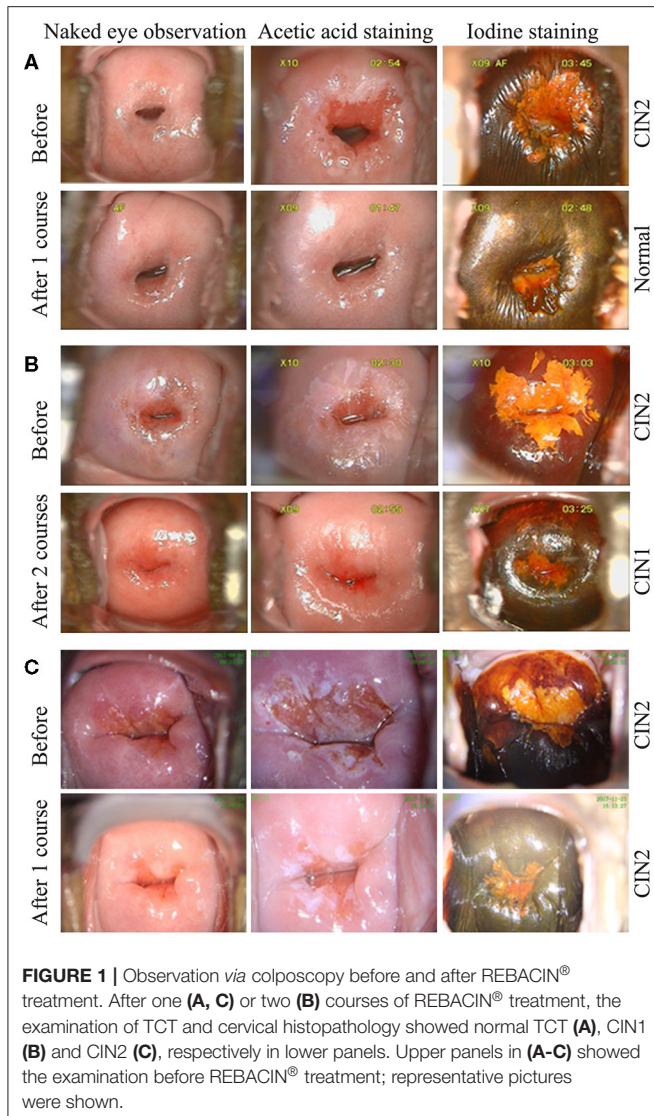 Naked eye observation Acetic acid staining Iodine staining
A
Before
X10 02:54
X09 AF 03:45
CIN2
After 1 course
AF
X09 01:47
X09 02:48
Normal
B
Before
X10
X10 03:03
CIN2
After 2 courses
X09 02:55
03:25
CIN1
C
Before
CIN2
After 1 course
CIN2
FIGURE 1 | Observation via colposcopy before and after REBACIN®
treatment. After one (A, C) or two (B) courses of REBACIN® treatment, the
examination of TCT and cervical histopathology showed normal TCT (A), CIN1
(B) and CIN2 (C), respectively in lower panels. Upper panels in (A-C) showed
the examination before REBACIN® treatment; representative pictures
were shown.